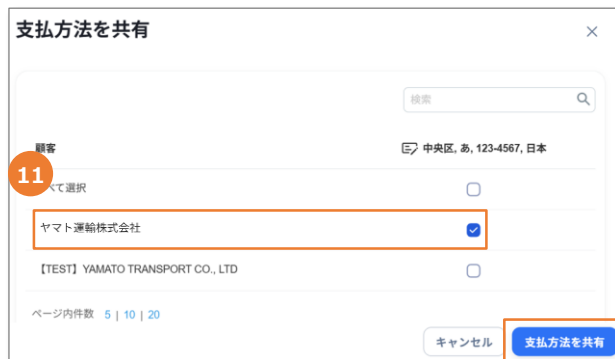 支払方法を共有
検索
顧客
中央区, あ, 123-4567, 日本
11
べて選択
ヤマト運輸株式会社
【TEST】YAMATO TRANSPORT CO., LTD
ページ内件数 5 | 10 | 20
キャンセル
支払方法を共有